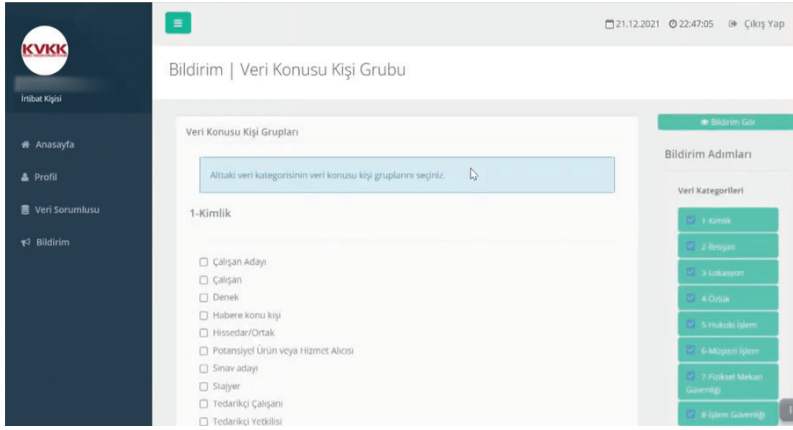 21.12.2021 22:47:05 Çıkış Yap
KVKK
İrtibat Kişisi
Anasayfa
Profil
Veri Sorumlusu
Bildirim
Bildirim | Veri Konusu Kişi Grubu
Veri Konusu Kişi Grupları
Alttaki veri kategorisinin veri konusu kişi gruplarını seçiniz.
1-Kimlik
Çalışan Adayı
Çalışan
Denek
Habere konu kişi
Hissedar/Ortak
Potansiyel Ürün veya Hizmet Alıcısı
Sınav adayı
Stajyer
Tedarikçi Çalışanı
Tedarikçi Yetkilisi
Bildirim Gör
Bildirim Adımları
Veri Kategorileri
1-Kimlik
2-İletişim
3-Lokasyon
4-Özlük
5-Hukuki İşlem
6-Müşteri İşlem
7-Fiziksel Mekan
Güvenliği
8-İşlem Güvenliği